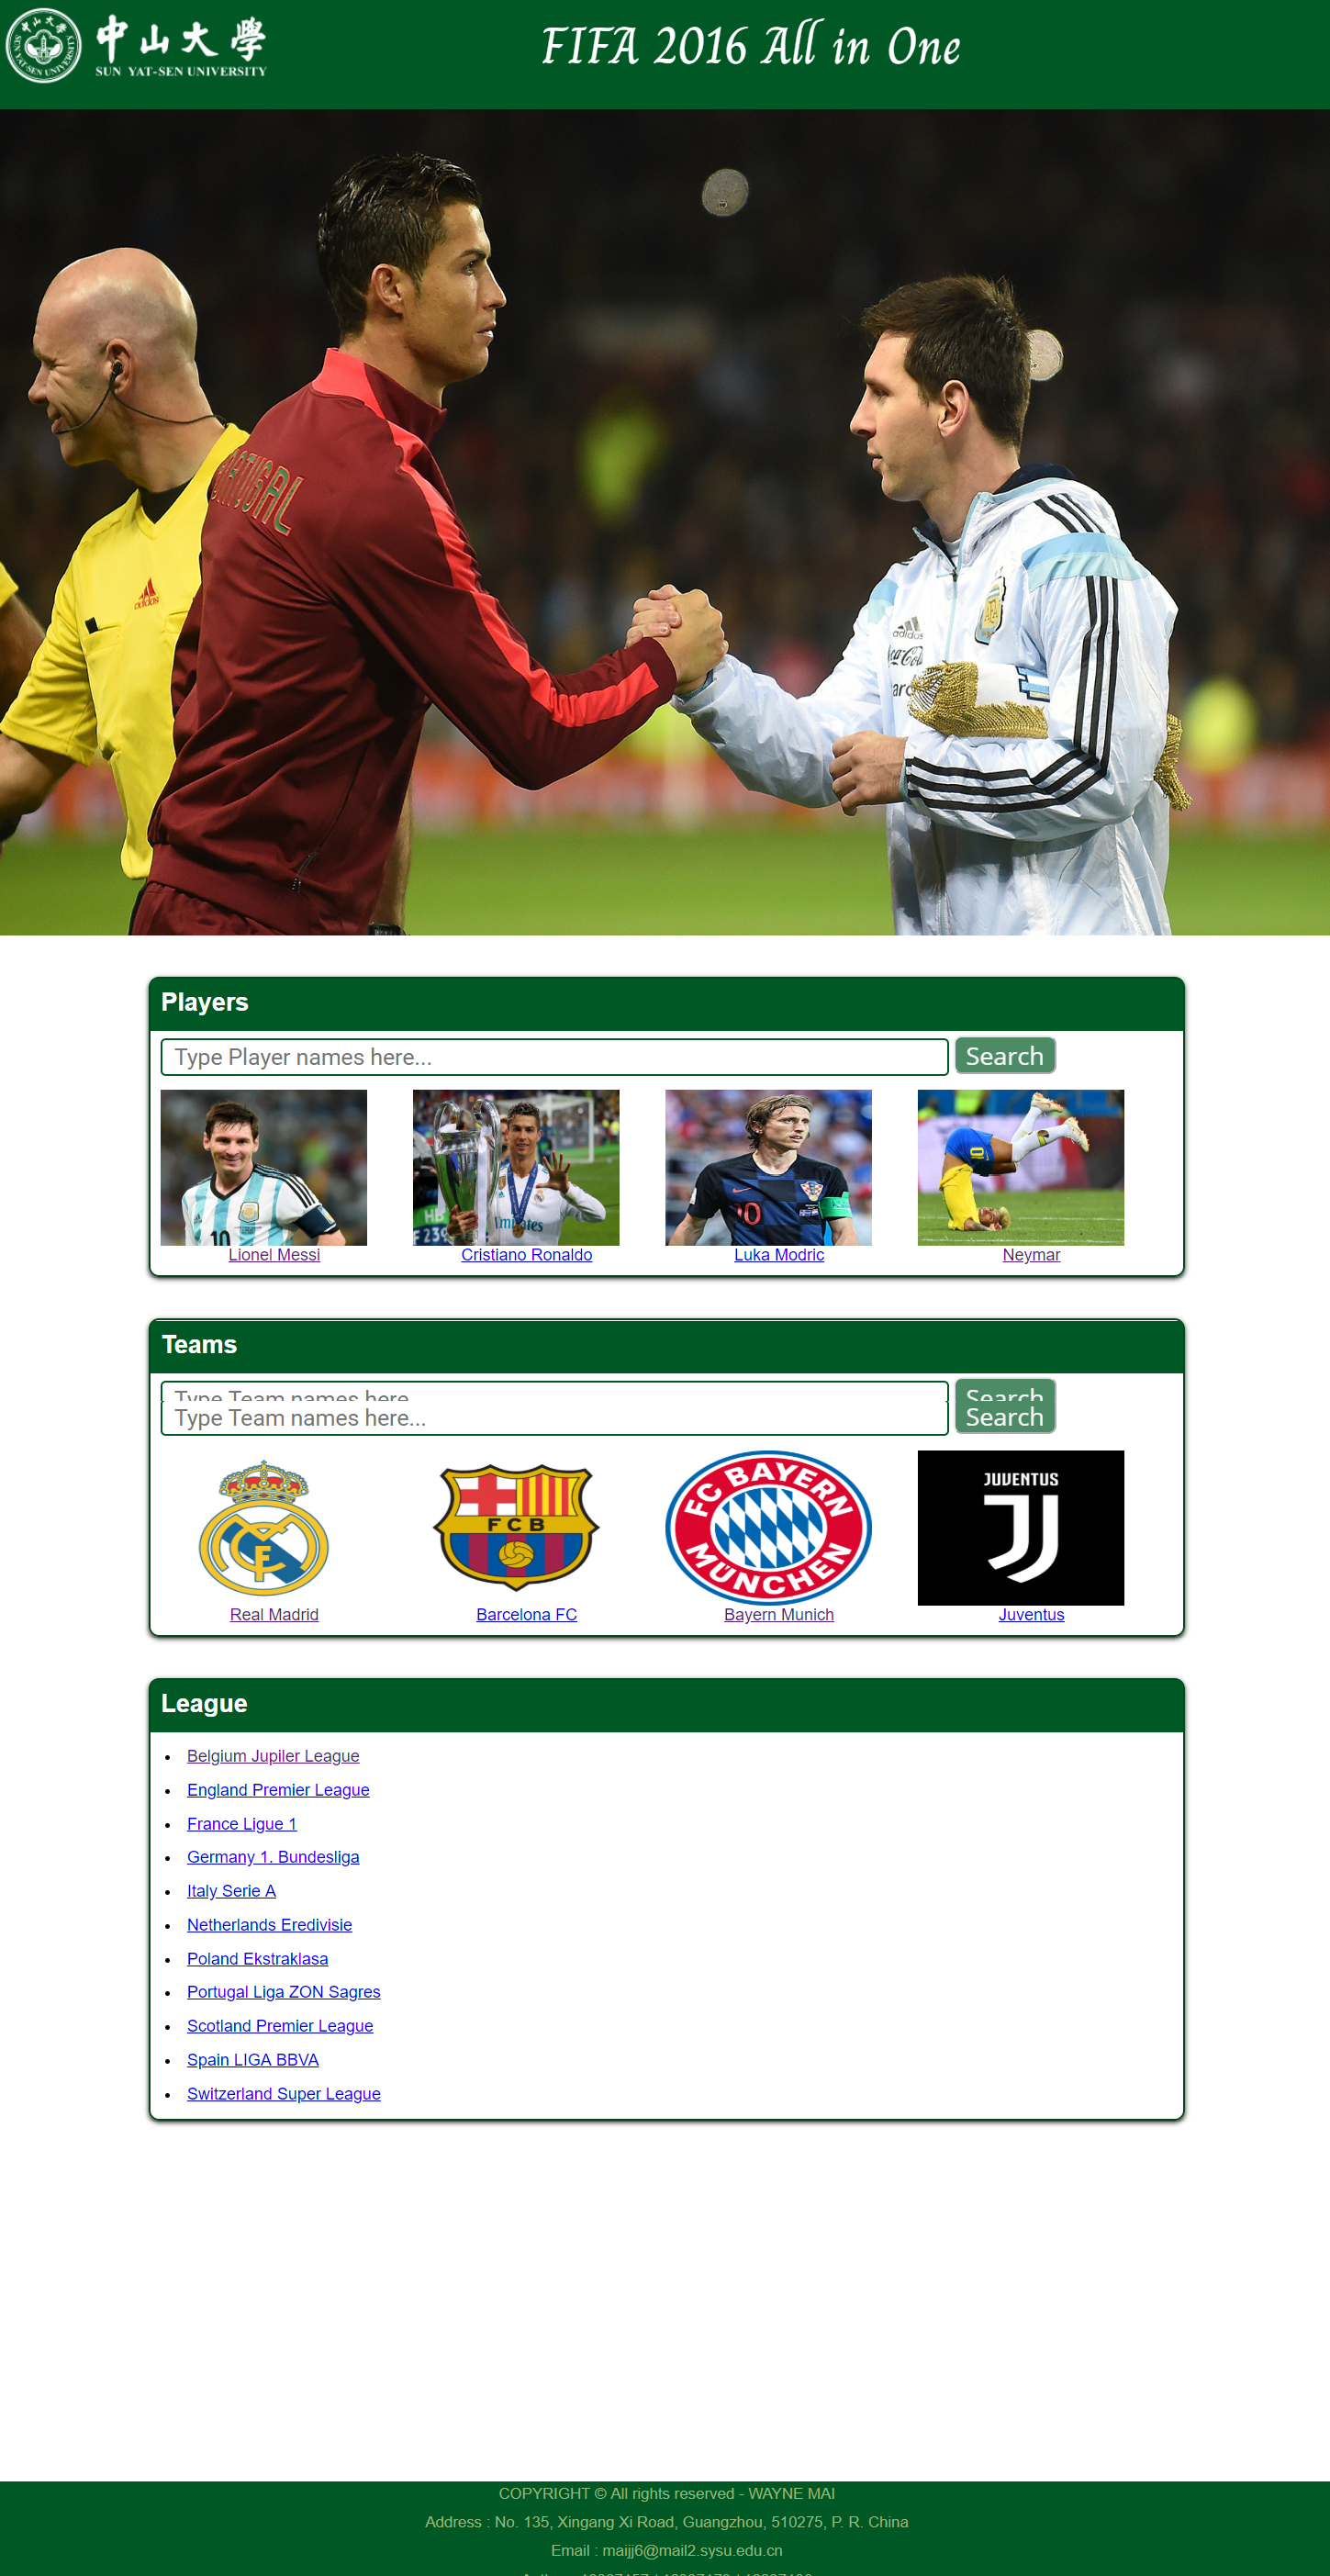 中山大學
SUN YAT-SEN UNIVERSITY
FIFA 2016 All in One
PORTUGAL
adidas
adidas
Coca-Col
Players
Type Player names here...
Search
Lionel Messi
Cristiano Ronaldo
Luka Modric
Neymar
Teams
Type Team names here
Search
Type Team names here...
Search
FCB
FC BAYERN
MÜNCHEN
JUVENTUS
Real Madrid
Barcelona FC
Bayern Munich
Juventus
League
Belgium Jupiler League
England Premier League
France Ligue 1
Germany 1. Bundesliga
Italy Serie A
Netherlands Eredivisie
Poland Ekstraklasa
Portugal Liga ZON Sagres
Scotland Premier League
Spain LIGA BBVA
Switzerland Super League
COPYRIGHT © All rights reserved - WAYNE MAI
Address : No. 135, Xingang Xi Road, Guangzhou, 510275, P. R. China
Email : maijj6@mail2.sysu.edu.cn